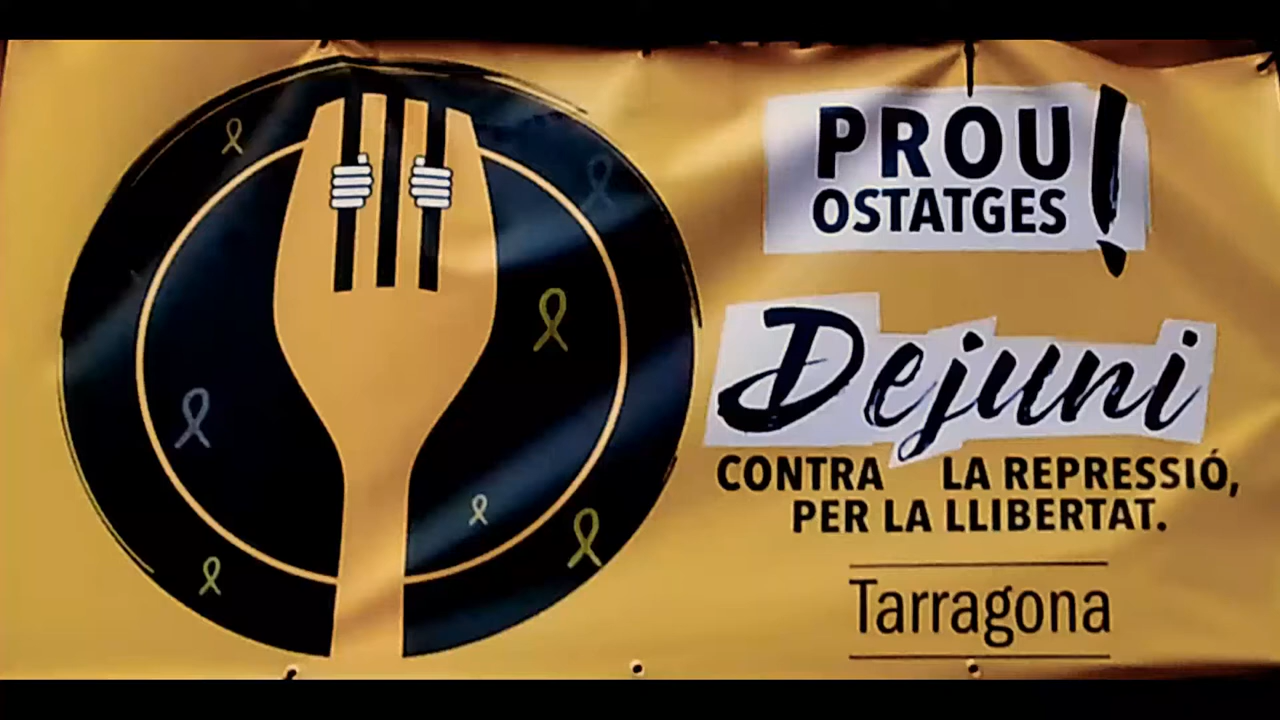 PROU!
OSTATGES
Dejuni
CONTRA LA REPRESSIÓ,
PER LA LLIBERTAT.
Tarragona